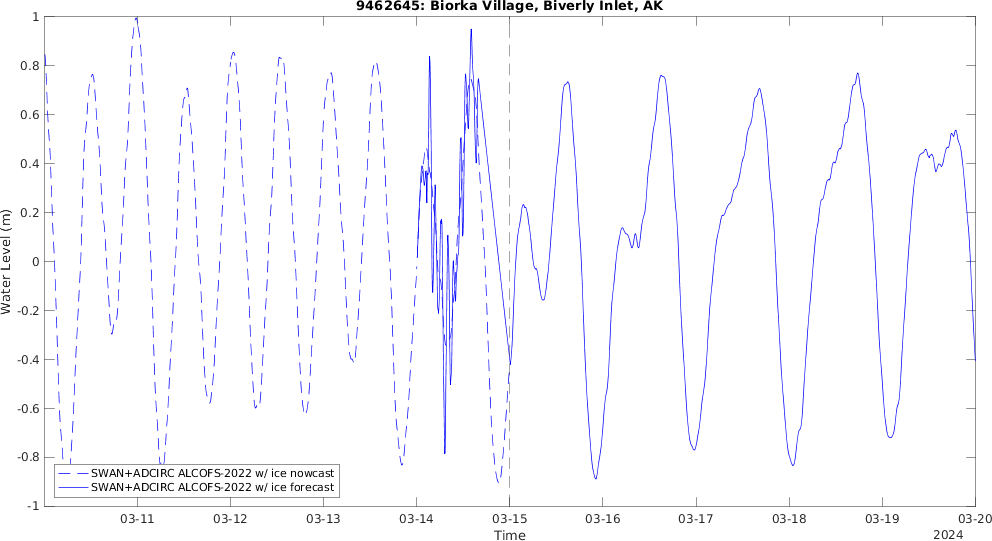 9462645: Biorka Village, Biverly Inlet, AK
1
0.8
0.6
0.4
0.2
0
-0.2
-0.4
-0.6
-0.8
-1
Water Level (m)
SWAN+ADCIRC ALCOFS-2022 w/ ice nowcast
SWAN+ADCIRC ALCOFS-2022 w/ ice forecast
03-11 03-12 03-13 03-14 03-15 03-16 03-17 03-18 03-19 03-20
Time
2024